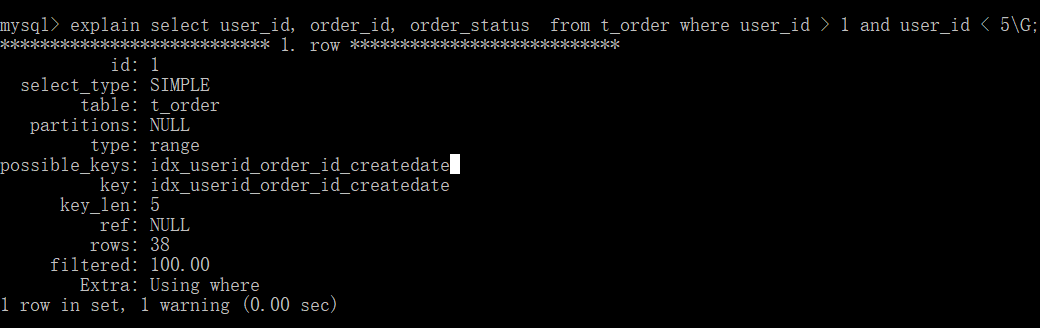 mysql> explain select user_id, order_id, order_status  from t_order where user_id > 1 and user_id < 5\G;
*************************** 1. row ***************************
           id: 1
  select_type: SIMPLE
        table: t_order
   partitions: NULL
         type: range
possible_keys: idx_userid_order_id_createdate
          key: idx_userid_order_id_createdate
      key_len: 5
          ref: NULL
         rows: 38
     filtered: 100.00
        Extra: Using where
1 row in set, 1 warning (0.00 sec)